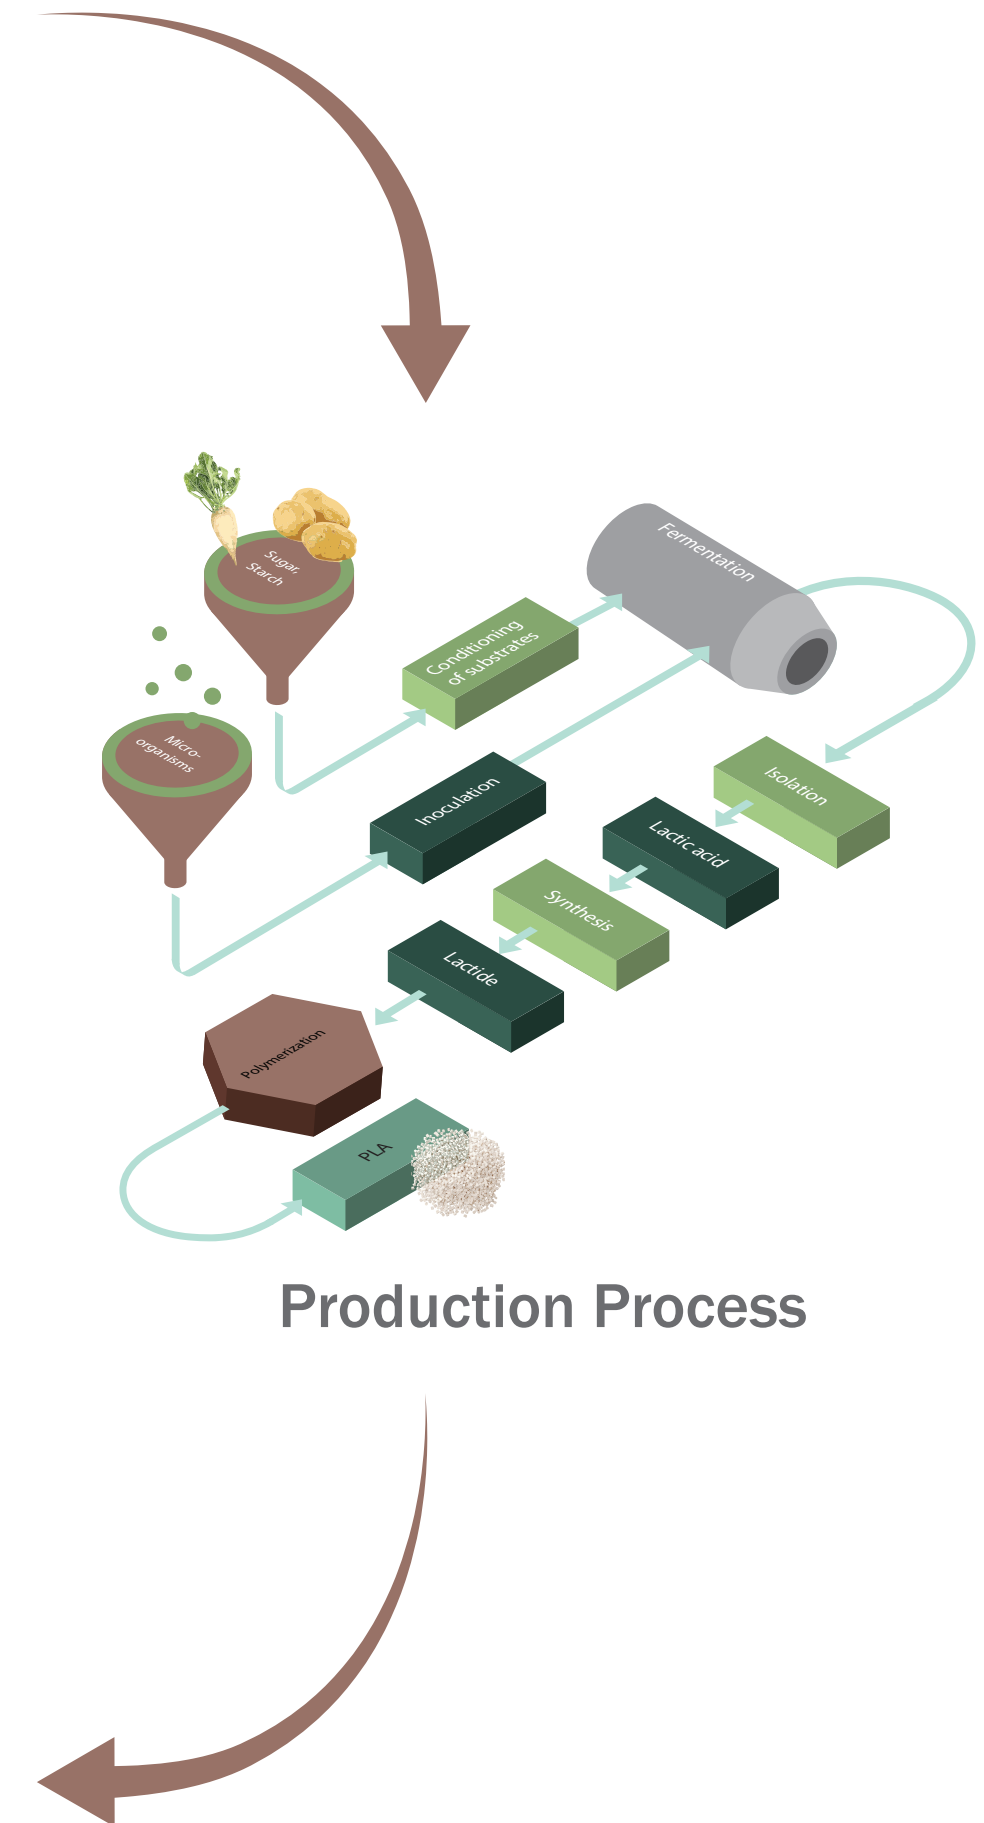 Sugar,
Starch
Micro-
organisms
Conditioning
of substrates
Inoculation
Fermentation
Isolation
Lactic acid
Synthesis
Lactide
Polymerization
PLA
Production Process